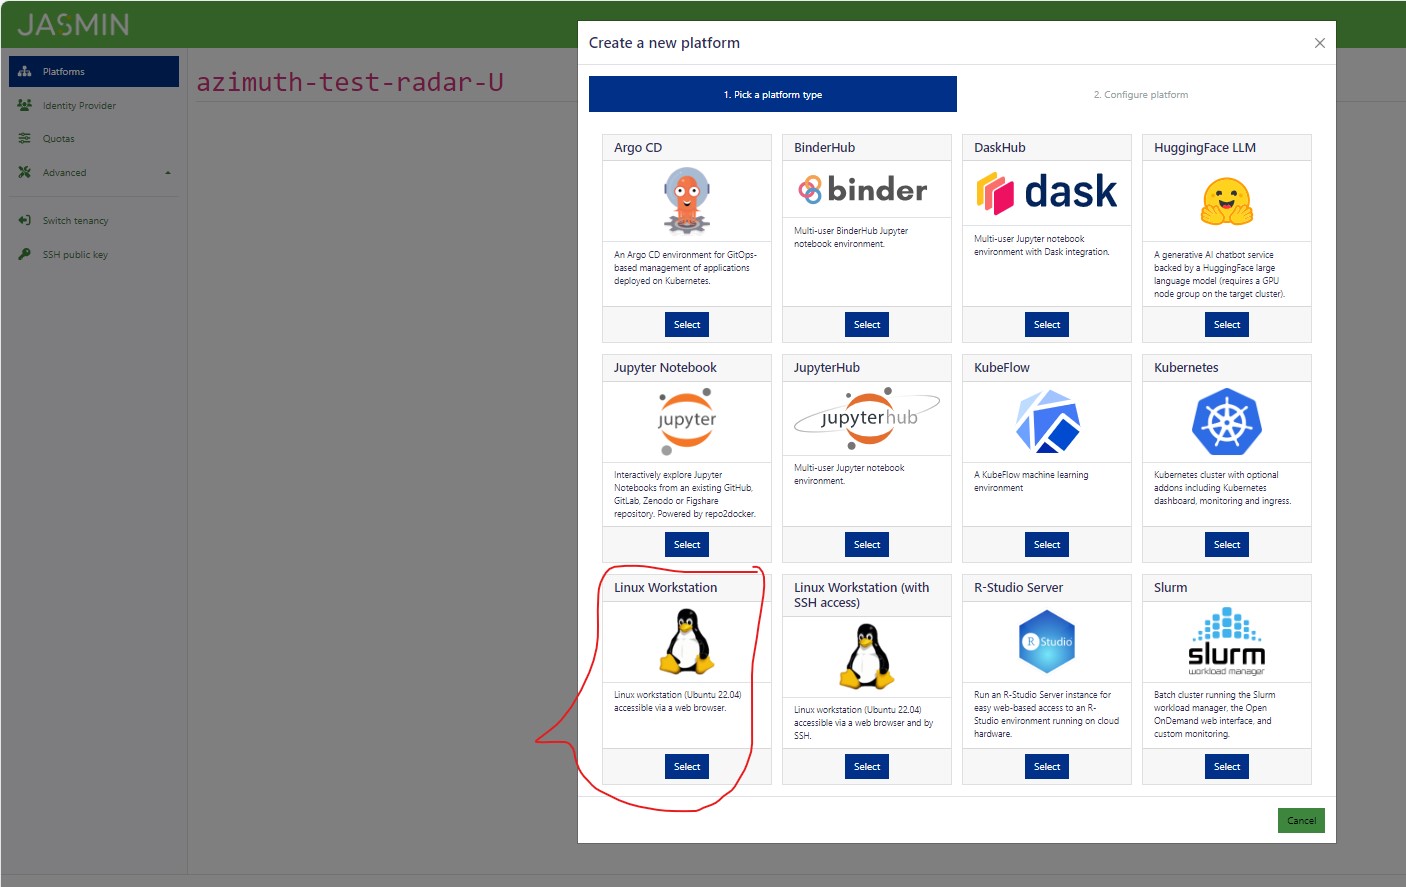 JASMIN
Create a new platform
Platforms
azimuth-test-radar-U
Identity Provider
Quotas
Advanced
Switch tenancy
SSH public key
1. Pick a platform type
2. Configure platform
Argo CD
An Argo CD environment for GitOps-
based management of applications
deployed on Kubernetes.
Select
BinderHub
binder
Multi-user BinderHub Jupyter
notebook environment.
Select
DaskHub
dask
Multi-user Jupyter notebook
environment with Dask integration.
Select
HuggingFace LLM
A generative AI chatbot service
backed by a HuggingFace large
language model (requires a GPU
node group on the target cluster).
Select
Jupyter Notebook
jupyter
Interactively explore Jupyter
Notebooks from an existing GitHub,
GitLab, Zenodo or Figshare
repository. Powered by repo2docker.
Select
JupyterHub
jupyterhub
Multi-user Jupyter notebook
environment.
Select
KubeFlow
A KubeFlow machine learning
environment
Select
Kubernetes
Kubernetes cluster with optional
addons including Kubernetes
dashboard, monitoring and ingress.
Select
Linux Workstation
Linux workstation (Ubuntu 22.04)
accessible via a web browser.
Select
Linux Workstation (with
SSH access)
Linux workstation (Ubuntu 22.04)
accessible via a web browser and by
SSH.
Select
R-Studio Server
R Studio
Run an R-Studio Server instance for
easy web-based access to an R-
Studio environment running on cloud
hardware.
Select
Slurm
slurm
workload manager
Batch cluster running the Slurm
workload manager, the Open
OnDemand web interface, and
custom monitoring.
Select
Cancel